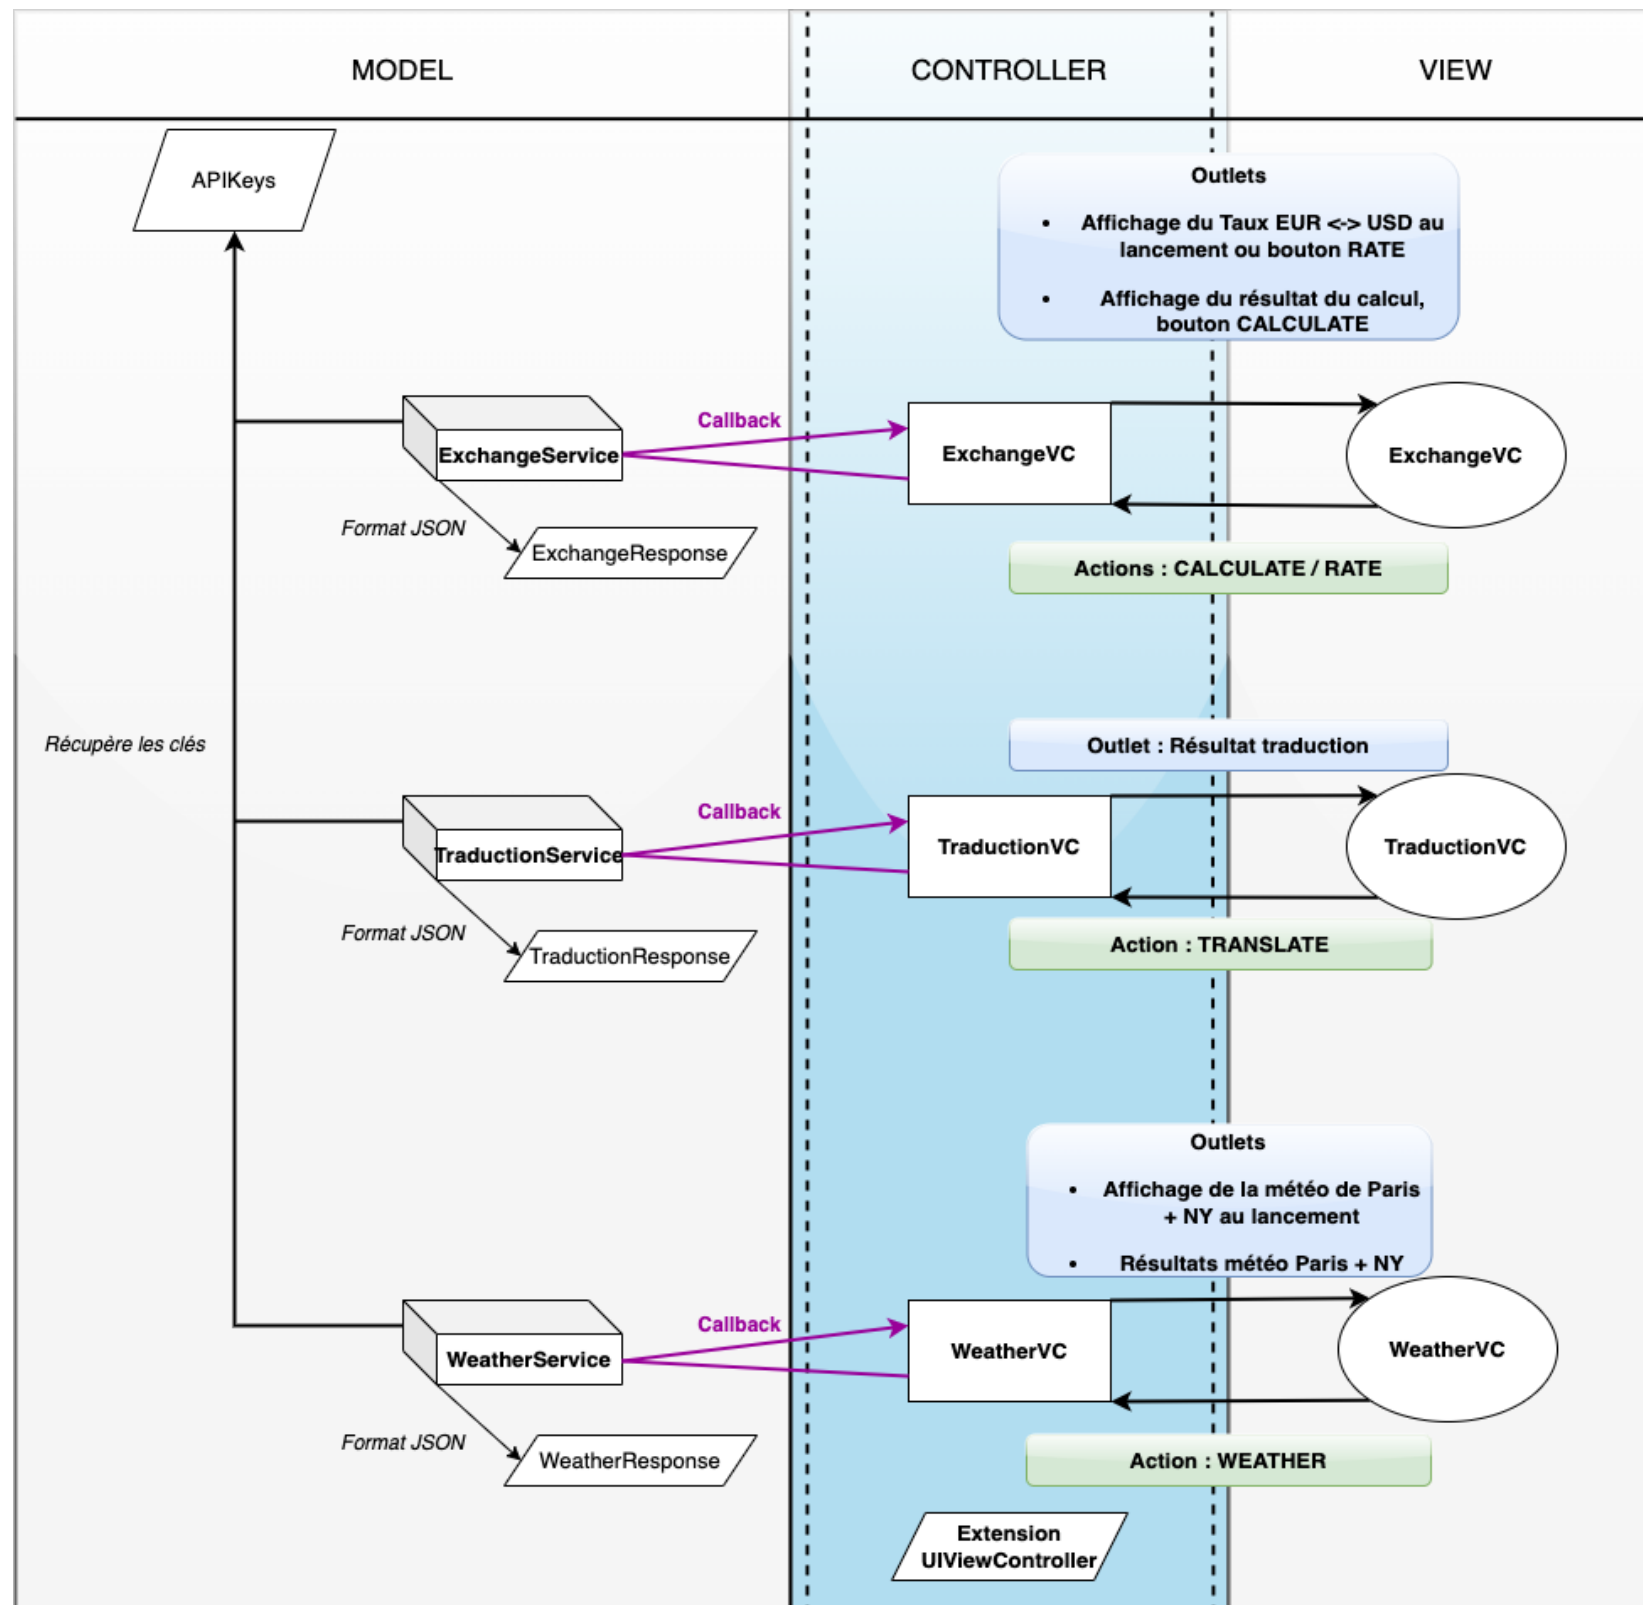 MODEL
CONTROLLER
VIEW
APIKeys
Outlets
• Affichage du Taux EUR <-> USD au
lancement ou bouton RATE
• Affichage du résultat du calcul,
bouton CALCULATE
Callback
ExchangeService
ExchangeVC
ExchangeVC
Format JSON
ExchangeResponse
Actions : CALCULATE / RATE
Récupère les clés
Outlet : Résultat traduction
Callback
TraductionService
TraductionVC
TraductionVC
Format JSON
TraductionResponse
Action : TRANSLATE
Outlets
• Affichage de la météo de Paris
+ NY au lancement
• Résultats météo Paris + NY
Callback
WeatherService
WeatherVC
WeatherVC
Format JSON
WeatherResponse
Action : WEATHER
Extension
UIViewController